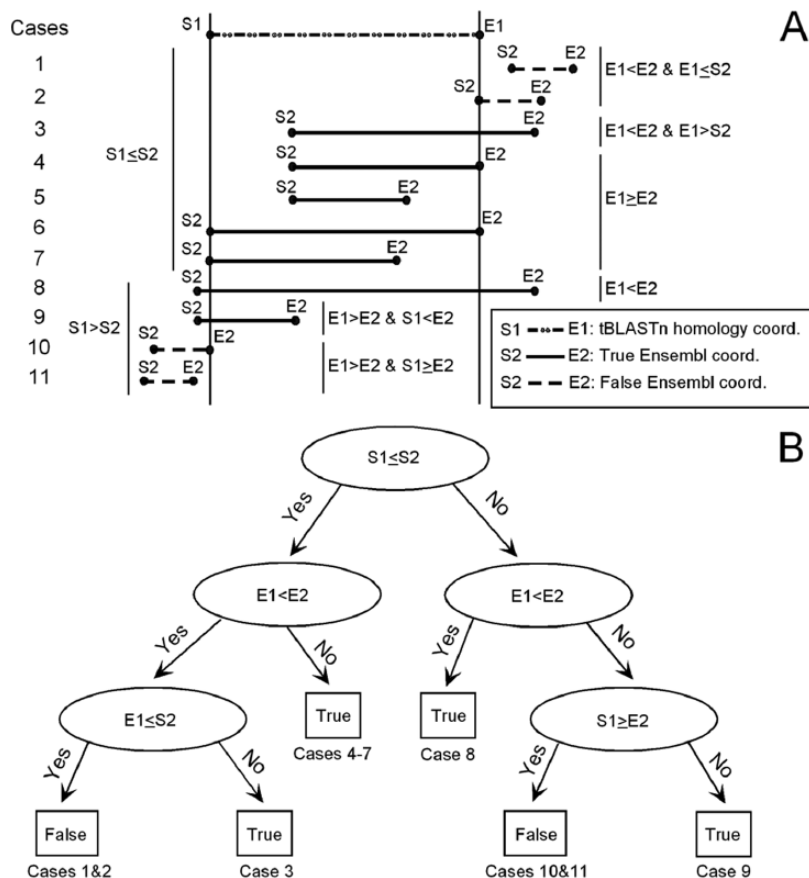 Cases S1 E1 A
1 S2 E2 E1<E2 & E1≤S2
2 S2 E2
3 S2 E2 E1<E2 & E1>S2
S1≤S2
4 S2 E2
5 S2 E2 E1≥E2
6 S2 E2
7 S2 E2
8 S2 E2 E1<E2
S1>S2
9 S2 E2 E1>E2 & S1<E2
10 S2 E2 E1>E2 & S1≥E2
11 S2 E2
S1 E1: tBLASTn homology coord.
S2 E2: True Ensembl coord.
S2 E2: False Ensembl coord.
B
S1≤S2
Yes No
E1<E2 E1<E2
Yes No Yes No
E1≤S2 True True S1≥E2
Cases 4-7 Case 8
Yes No Yes No
False True False True
Cases 1&2 Case 3 Cases 10&11 Case 9